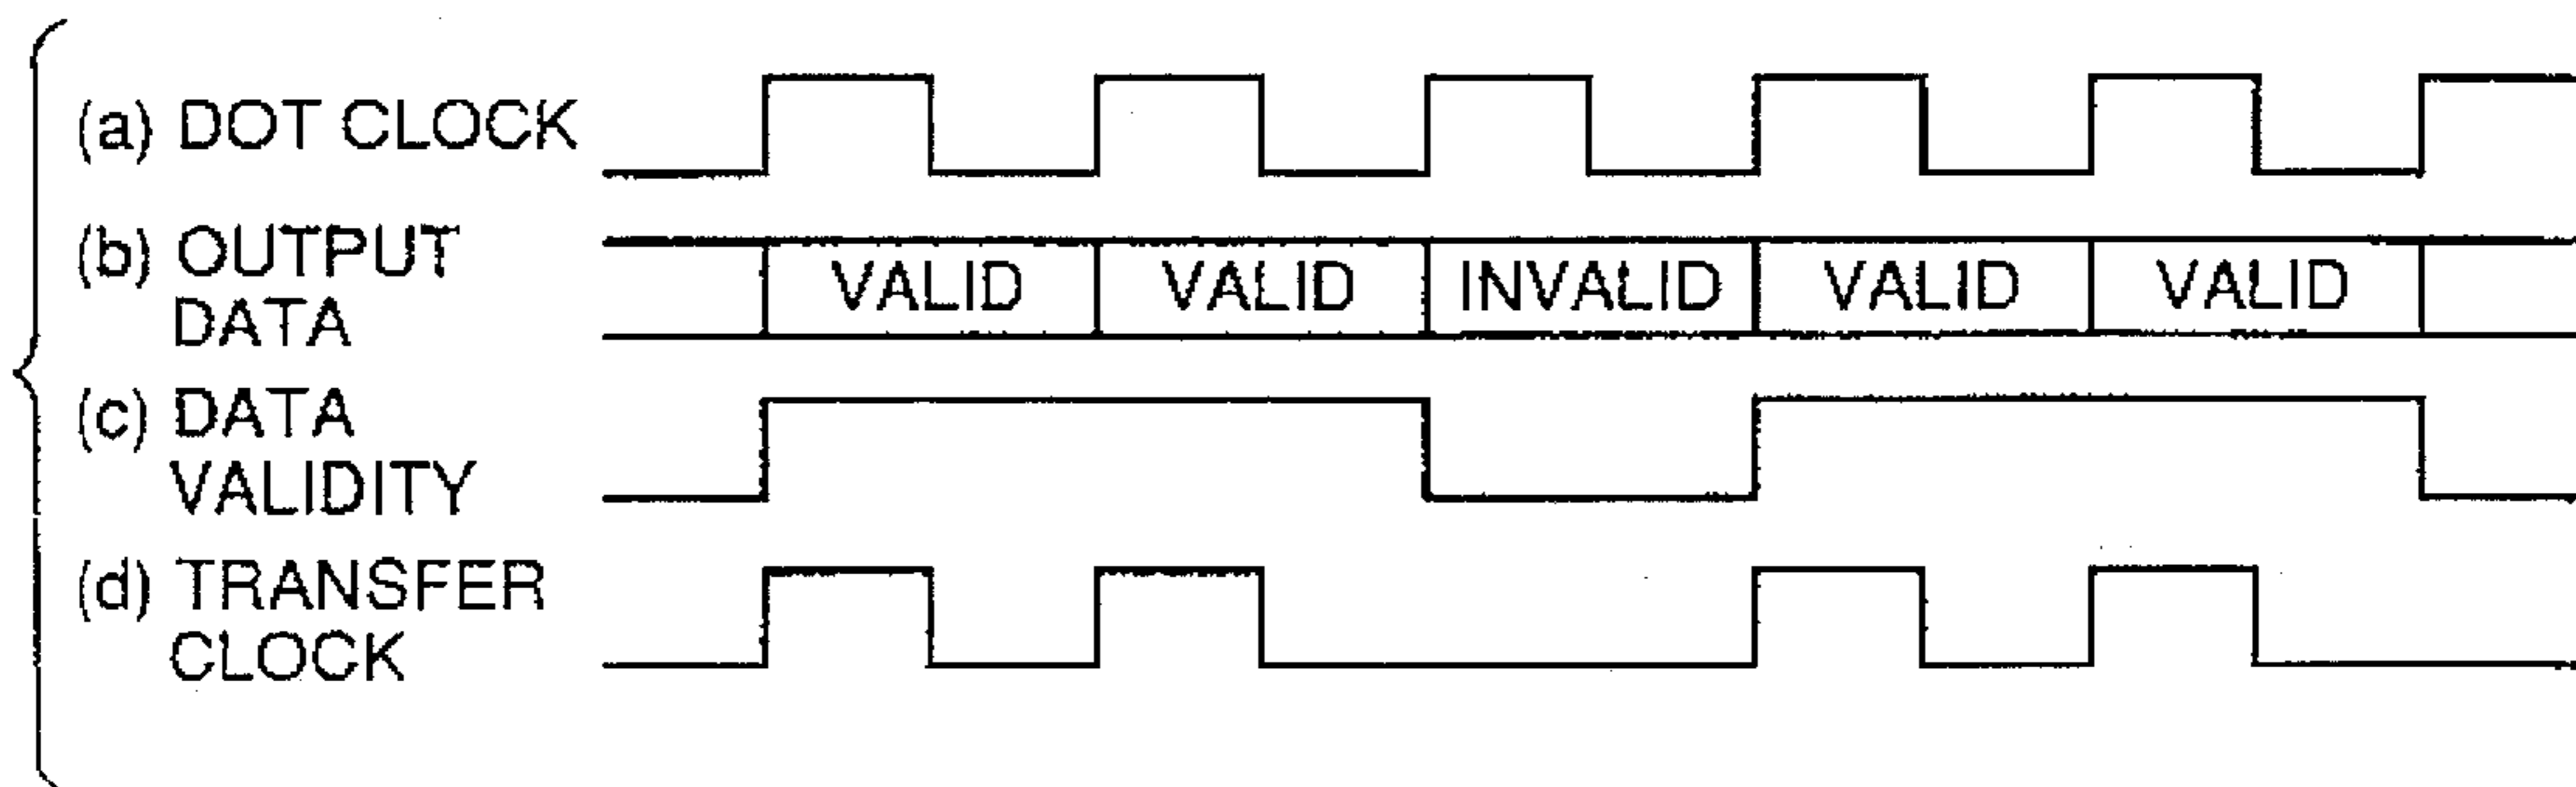 (a) DOT CLOCK
(b) OUTPUT
DATA
VALID VALID INVALID VALID VALID
(c) DATA
VALIDITY
(d) TRANSFER
CLOCK